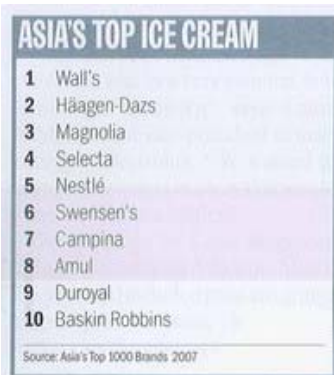 ASIA'S TOP ICE CREAM
1 Wall's
2 Häagen-Dazs
3 Magnolia
4 Selecta
5 Nestlé
6 Swensen's
7 Campina
8 Amul
9 Duroyal
10 Baskin Robbins
Source: Asia's Top 1000 Brands 2007